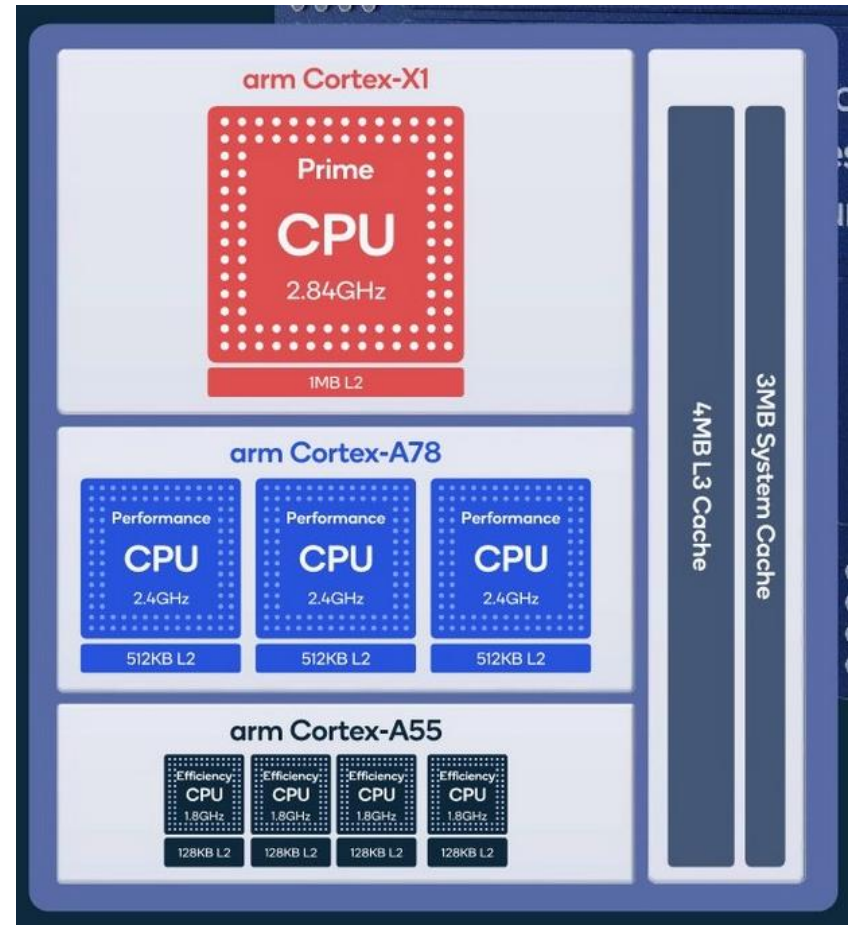 arm Cortex-X1
Prime
CPU
2.84GHz
1MB L2
arm Cortex-A78
Performance
CPU
2.4GHz
512KB L2
Performance
CPU
2.4GHz
512KB L2
Performance
CPU
2.4GHz
512KB L2
arm Cortex-A55
Efficiency
CPU
1.8GHz
128KB L2
Efficiency
CPU
1.8GHz
128KB L2
Efficiency
CPU
1.8GHz
128KB L2
Efficiency
CPU
1.8GHz
128KB L2
4MB L3 Cache
3MB System Cache